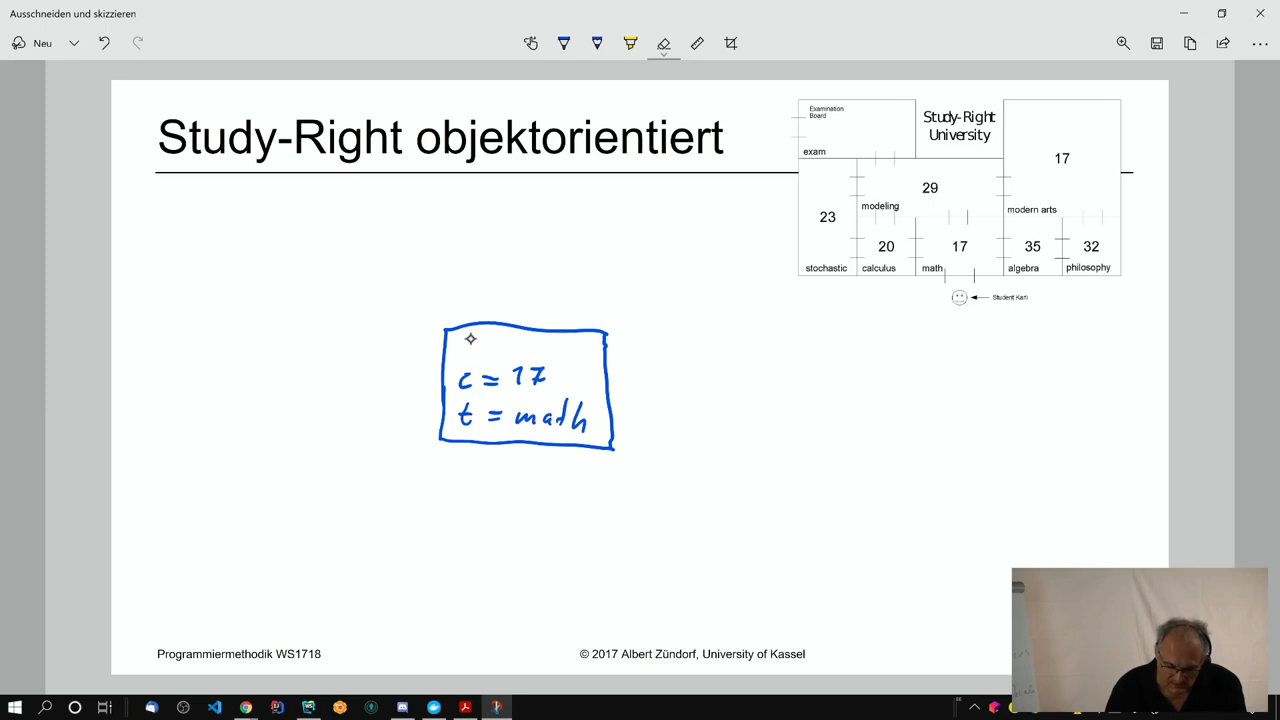 Ausschneiden und skizzieren
Neu
Study-Right objektorientiert
Examination
Board
exam
Study-Right
University
17
29
modeling
modern arts
23
20
17
35
32
stochastic
calculus
math
algebra
philosophy
Student Karli
c = 17
t = math
Programmiermethodik WS1718
© 2017 Albert Zündorf, University of Kassel